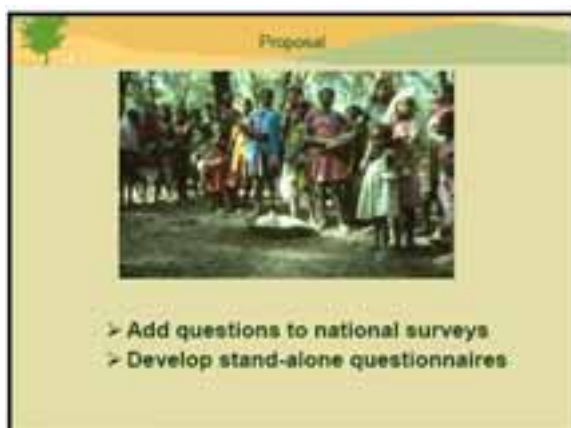 Proposal
➢ Add questions to national surveys
➢ Develop stand-alone questionnaires